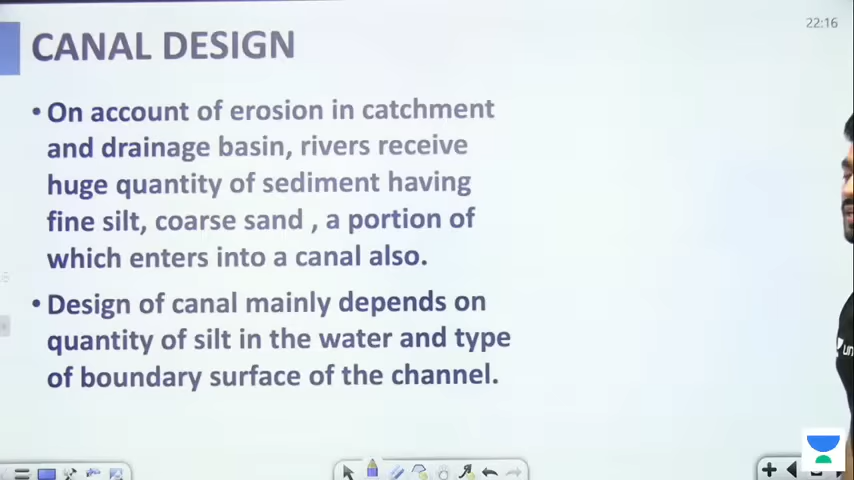 22:16
CANAL DESIGN
• On account of erosion in catchment
and drainage basin, rivers receive
huge quantity of sediment having
fine silt, coarse sand , a portion of
which enters into a canal also.
• Design of canal mainly depends on
quantity of silt in the water and type
of boundary surface of the channel.
un